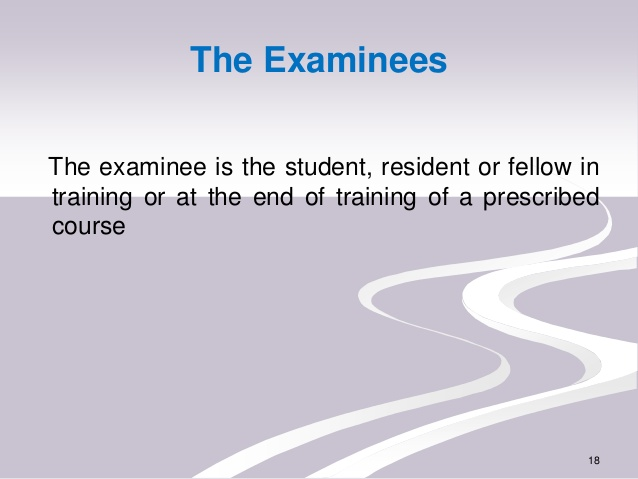 The Examinees
The examinee is the student, resident or fellow in
training or at the end of training of a prescribed
course
18